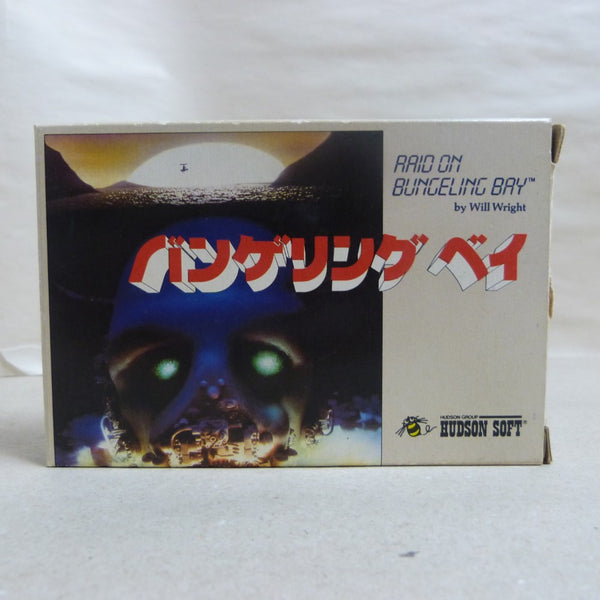 RAID ON
BUNGELING BAY™
by Will Wright
バンゲリング ベイ
HUDSON GROUP
HUDSON SOFT®